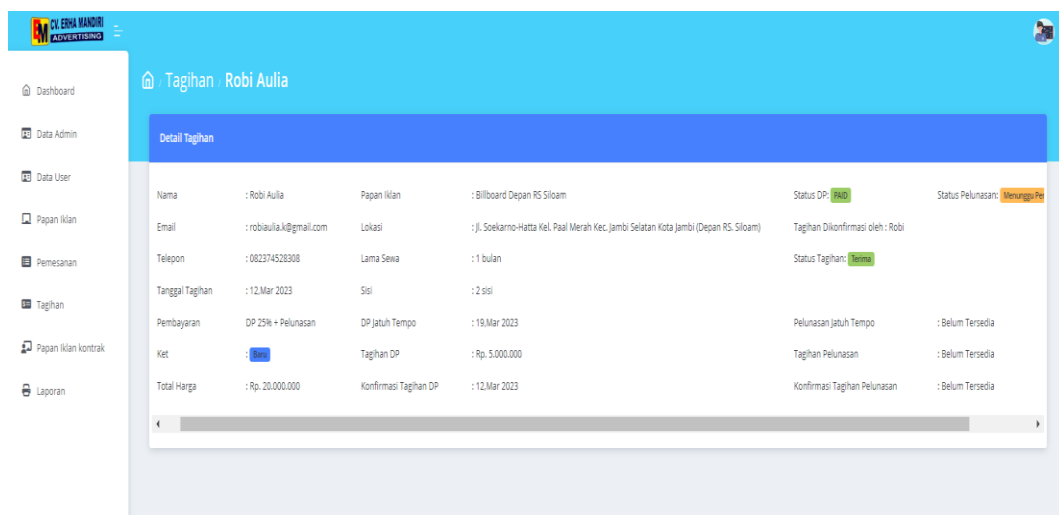 CV. ERHA MANDIRI
EM ADVERTISING
Tagihan / Robi Aulia
Dashboard
Data Admin
Data User
Papan Iklan
Pemesanan
Tagihan
Papan Iklan kontrak
Laporan
Detail Tagihan
Nama : Robi Aulia Papan Iklan : Billboard Depan RS Siloam Status DP: PAID Status Pelunasan: Menunggu Per
Email : robiaulia.k@gmail.com Lokasi : Jl. Soekarno-Hatta Kel. Paal Merah Kec. Jambi Selatan Kota Jambi (Depan RS. Siloam) Tagihan Dikonfirmasi oleh : Robi
Telepon : 082374528308 Lama Sewa : 1 bulan Status Tagihan: Terima
Tanggal Tagihan : 12,Mar 2023 Sisi : 2 sisi
Pembayaran DP 25% + Pelunasan DP Jatuh Tempo : 19,Mar 2023 Pelunasan Jatuh Tempo : Belum Tersedia
Ket : Baru Tagihan DP : Rp. 5.000.000 Tagihan Pelunasan : Belum Tersedia
Total Harga : Rp. 20.000.000 Konfirmasi Tagihan DP : 12,Mar 2023 Konfirmasi Tagihan Pelunasan : Belum Tersedia